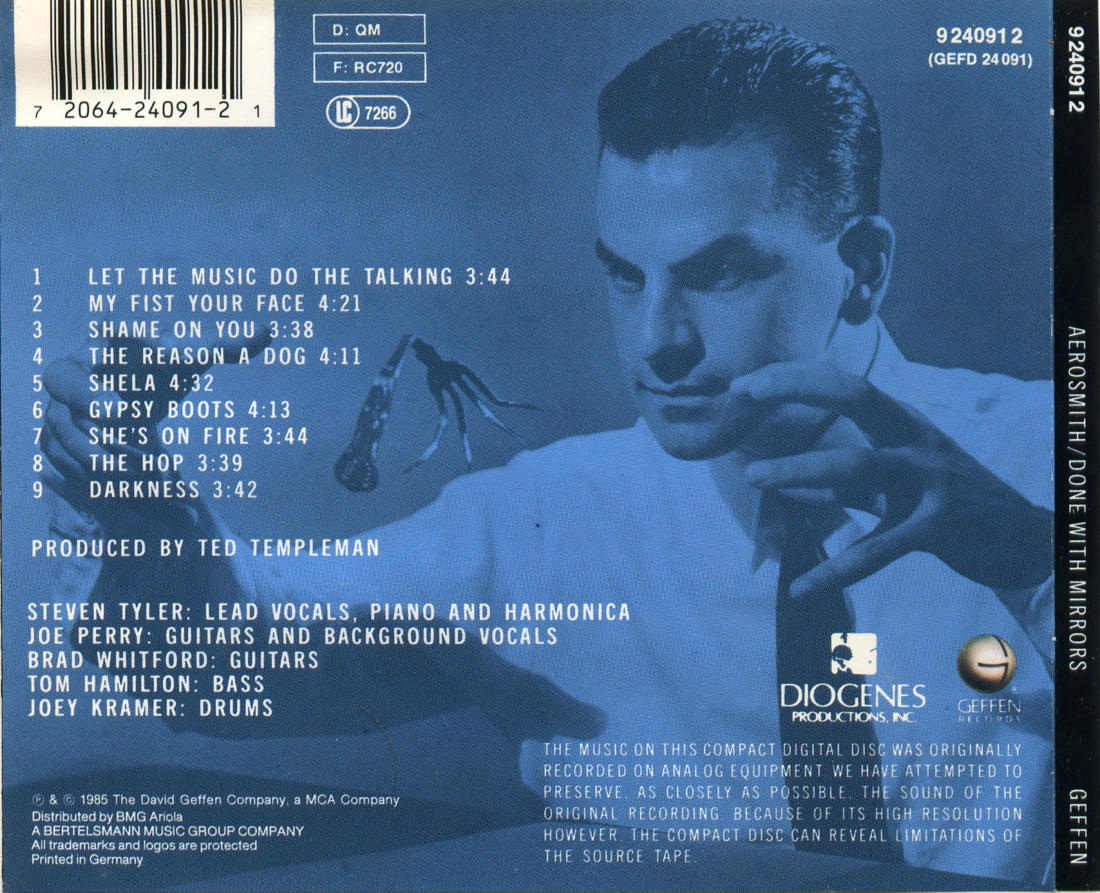 7 2064-24091-2 1
D: QM
F: RC720
LC 7266
9 24091 2
(GEFD 24 091)
1 LET THE MUSIC DO THE TALKING 3:44
2 MY FIST YOUR FACE 4:21
3 SHAME ON YOU 3:38
4 THE REASON A DOG 4:11
5 SHELA 4:32
6 GYPSY BOOTS 4:13
7 SHE'S ON FIRE 3:44
8 THE HOP 3:39
9 DARKNESS 3:42
PRODUCED BY TED TEMPLEMAN
STEVEN TYLER: LEAD VOCALS, PIANO AND HARMONICA
JOE PERRY: GUITARS AND BACKGROUND VOCALS
BRAD WHITFORD: GUITARS
TOM HAMILTON: BASS
JOEY KRAMER: DRUMS
DIOGENES
PRODUCTIONS, INC.
GEFFEN
RECORDS
®
℗ & © 1985 The David Geffen Company, a MCA Company
Distributed by BMG Ariola
A BERTELSMANN MUSIC GROUP COMPANY
All trademarks and logos are protected
Printed in Germany
THE MUSIC ON THIS COMPACT DIGITAL DISC WAS ORIGINALLY
RECORDED ON ANALOG EQUIPMENT. WE HAVE ATTEMPTED TO
PRESERVE, AS CLOSELY AS POSSIBLE, THE SOUND OF THE
ORIGINAL RECORDING. BECAUSE OF ITS HIGH RESOLUTION
HOWEVER, THE COMPACT DISC CAN REVEAL LIMITATIONS OF
THE SOURCE TAPE.
9 24091 2
AEROSMITH/DONE WITH MIRRORS
GEFFEN